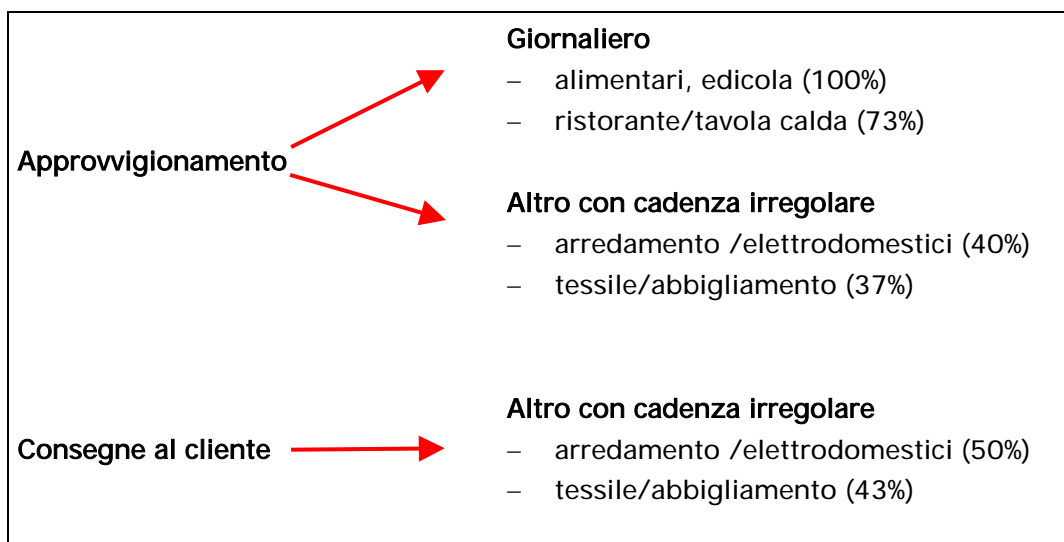 Giornaliero
– alimentari, edicola (100%)
– ristorante/tavola calda (73%)
Approvvigionamento
Altro con cadenza irregolare
– arredamento /elettrodomestici (40%)
– tessile/abbigliamento (37%)
Altro con cadenza irregolare
Consegne al cliente
– arredamento /elettrodomestici (50%)
– tessile/abbigliamento (43%)